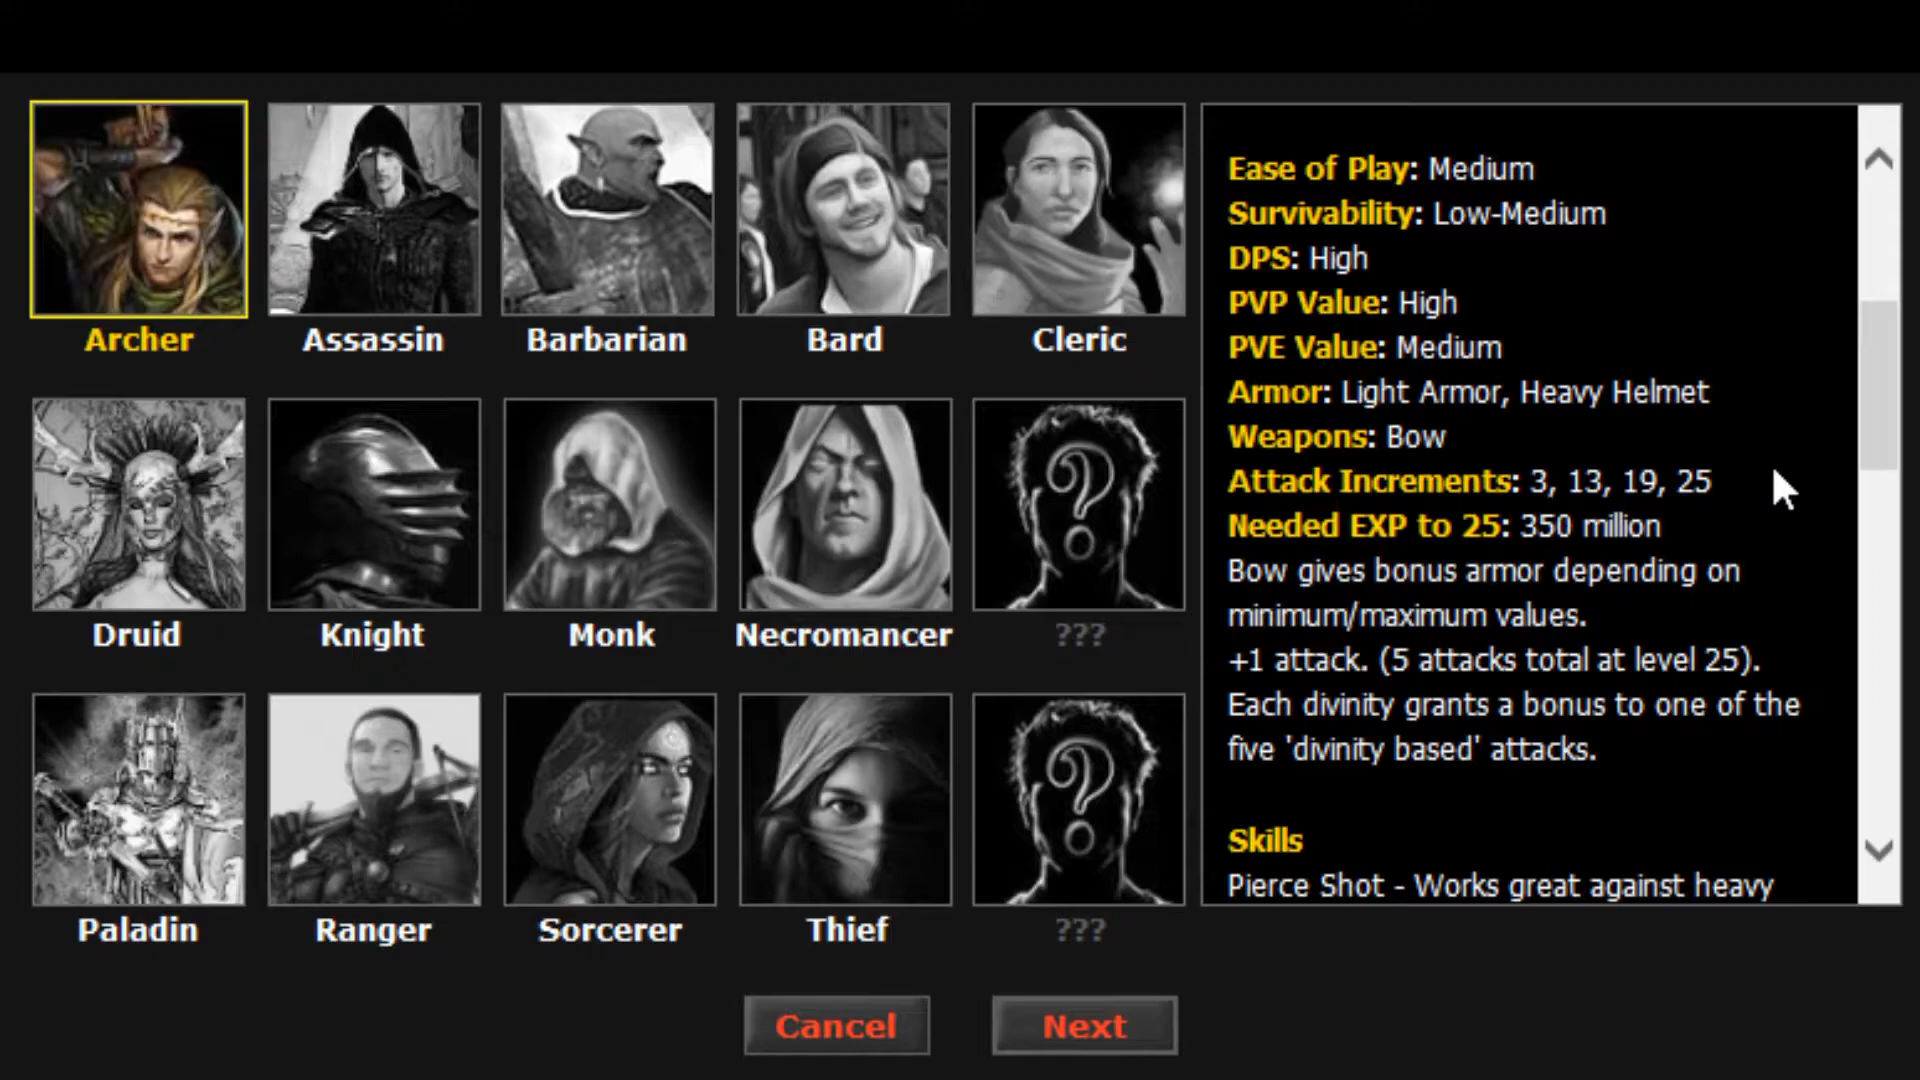 Archer
Assassin
Barbarian
Bard
Cleric
Druid
Knight
Monk
Necromancer
???
Paladin
Ranger
Sorcerer
Thief
???
Ease of Play: Medium
Survivability: Low-Medium
DPS: High
PVP Value: High
PVE Value: Medium
Armor: Light Armor, Heavy Helmet
Weapons: Bow
Attack Increments: 3, 13, 19, 25
Needed EXP to 25: 350 million
Bow gives bonus armor depending on
minimum/maximum values.
+1 attack. (5 attacks total at level 25).
Each divinity grants a bonus to one of the
five 'divinity based' attacks.
Skills
Pierce Shot - Works great against heavy
Cancel
Next